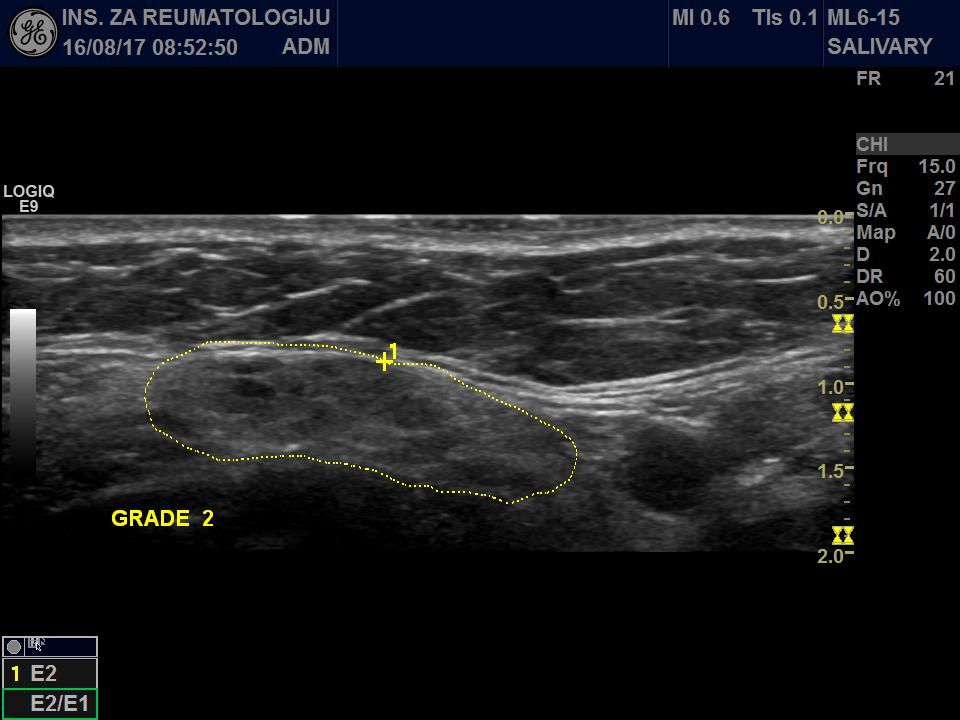 INS. ZA REUMATOLOGIJU
16/08/17 08:52:50 ADM
MI 0.6 TIs 0.1
ML6-15
SALIVARY
FR 21
CHI
Frq 15.0
Gn 27
S/A 1/1
Map A/0
D 2.0
DR 60
AO% 100
LOGIQ
E9
0.0
0.5
1.0
1.5
2.0
1
GRADE 2
1 E2
E2/E1